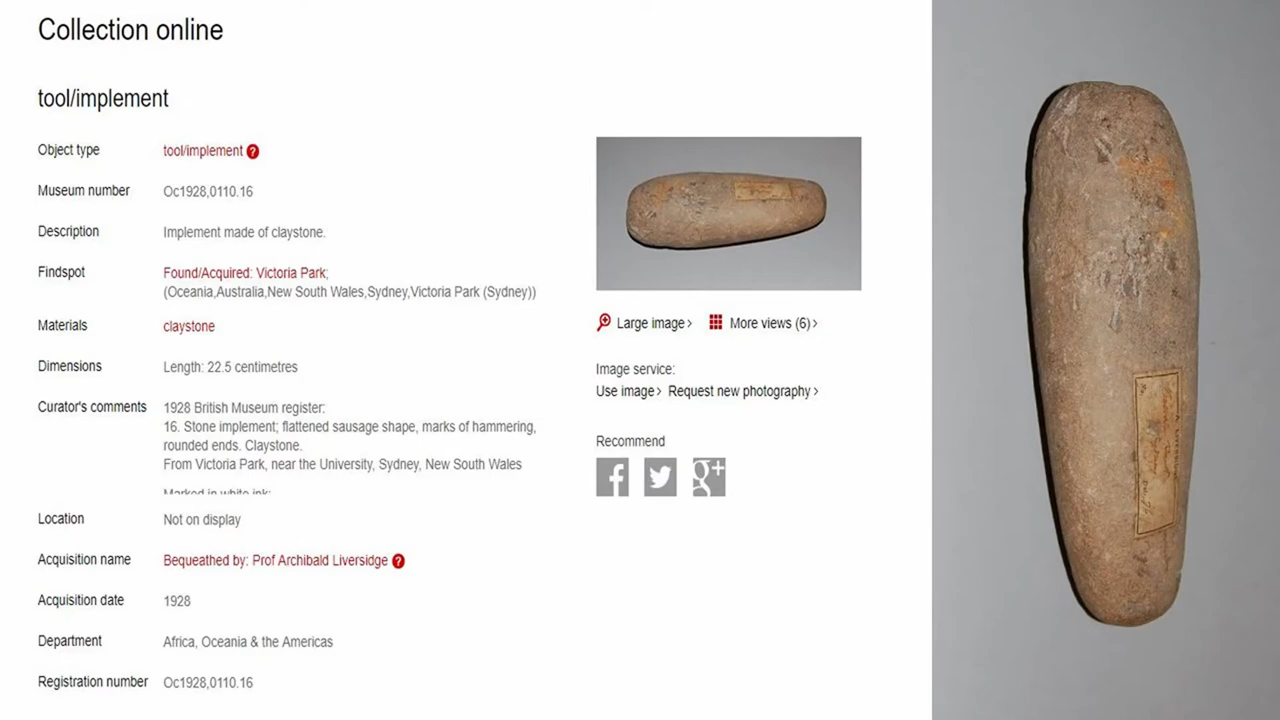 Collection online
tool/implement
Object type tool/implement ?
Museum number Oc1928,0110.16
Description Implement made of claystone.
Findspot Found/Acquired: Victoria Park;
(Oceania,Australia,New South Wales,Sydney,Victoria Park (Sydney))
Materials claystone
Dimensions Length: 22.5 centimetres
Curator's comments 1928 British Museum register:
16. Stone implement; flattened sausage shape, marks of hammering,
rounded ends. Claystone.
From Victoria Park, near the University, Sydney, New South Wales
Marked in white ink:
Location Not on display
Acquisition name Bequeathed by: Prof Archibald Liversidge ?
Acquisition date 1928
Department Africa, Oceania & the Americas
Registration number Oc1928,0110.16
Large image› More views (6)›
Image service:
Use image› Request new photography›
Recommend
f
g+